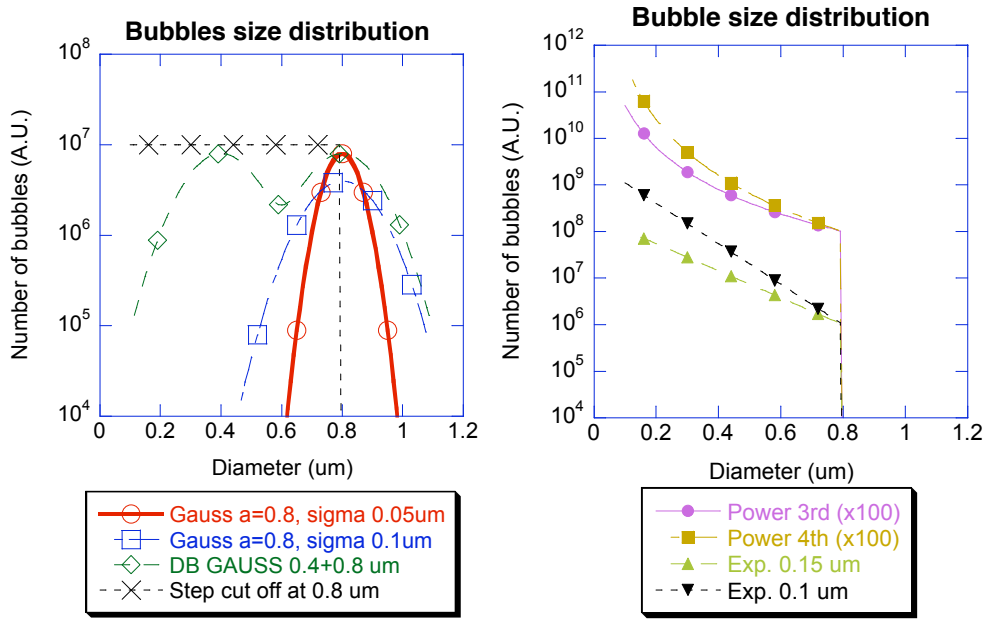 Bubbles size distribution
10^8
10^7
10^6
10^5
10^4
Number of bubbles (A.U.)
0 0.2 0.4 0.6 0.8 1 1.2
Diameter (um)
Gauss a=0.8, sigma 0.05um
Gauss a=0.8, sigma 0.1um
DB GAUSS 0.4+0.8 um
Step cut off at 0.8 um
Bubble size distribution
10^12
10^11
10^10
10^9
10^8
10^7
10^6
10^5
10^4
Number of bubbles (A.U.)
0 0.2 0.4 0.6 0.8 1 1.2
Diameter (um)
Power 3rd (x100)
Power 4th (x100)
Exp. 0.15 um
Exp. 0.1 um